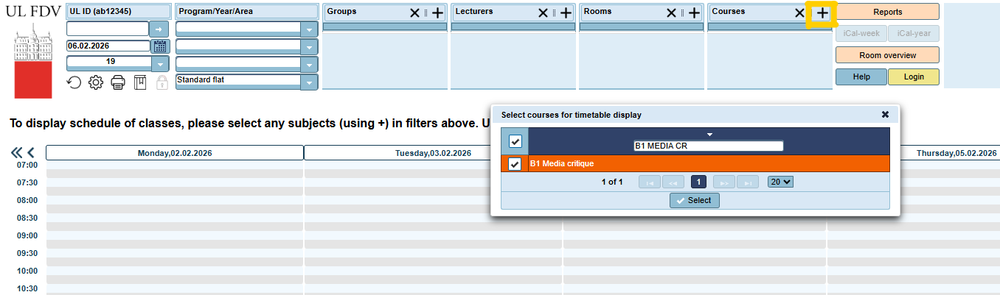 UL FDV
UL ID (ab12345)
Program/Year/Area
Groups
Lecturers
Rooms
Courses
Reports
iCal-week
iCal-year
06.02.2026
Room overview
19
Standard flat
Help
Login
To display schedule of classes, please select any subjects (using +) in filters above. U
Select courses for timetable display
B1 MEDIA CR
B1 Media critique
1 of 1
1
20
Select
Monday,02.02.2026
Tuesday,03.02.2026
Thursday,05.02.2026
07:00
07:30
08:00
08:30
09:00
09:30
10:00
10:30